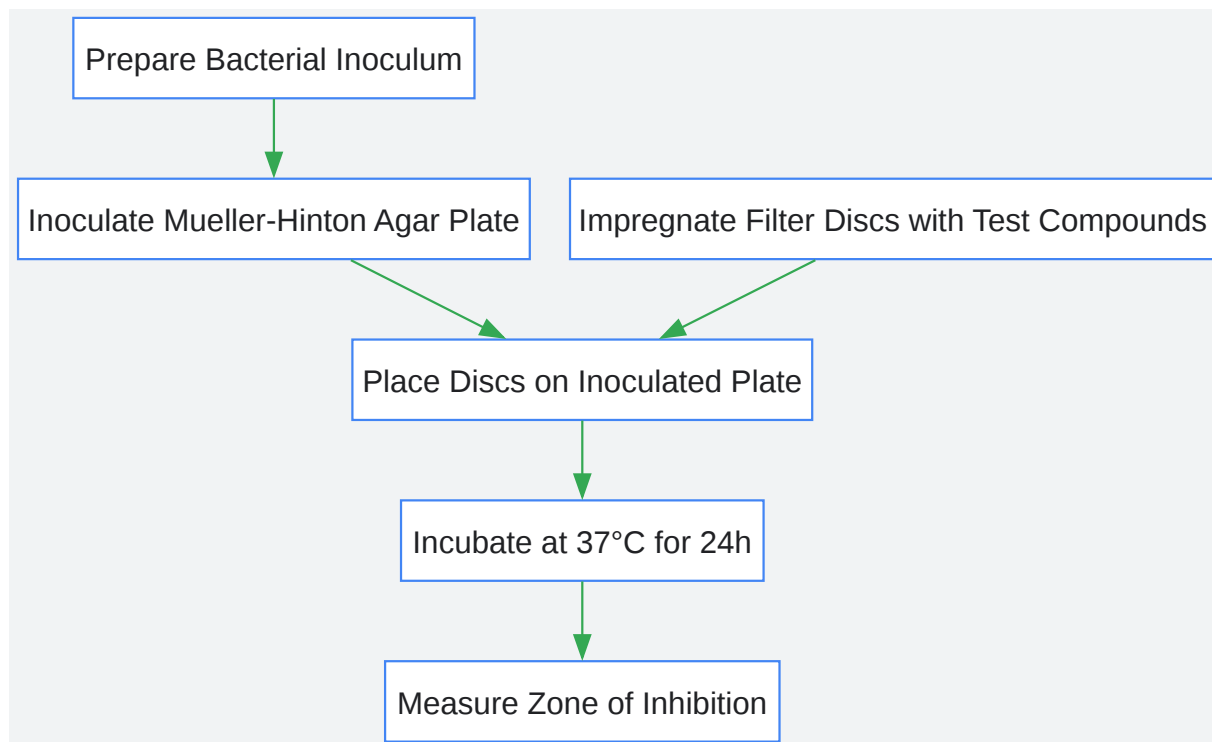 Prepare Bacterial Inoculum
Inoculate Mueller-Hinton Agar Plate
Impregnate Filter Discs with Test Compounds
Place Discs on Inoculated Plate
Incubate at 37°C for 24h
Measure Zone of Inhibition